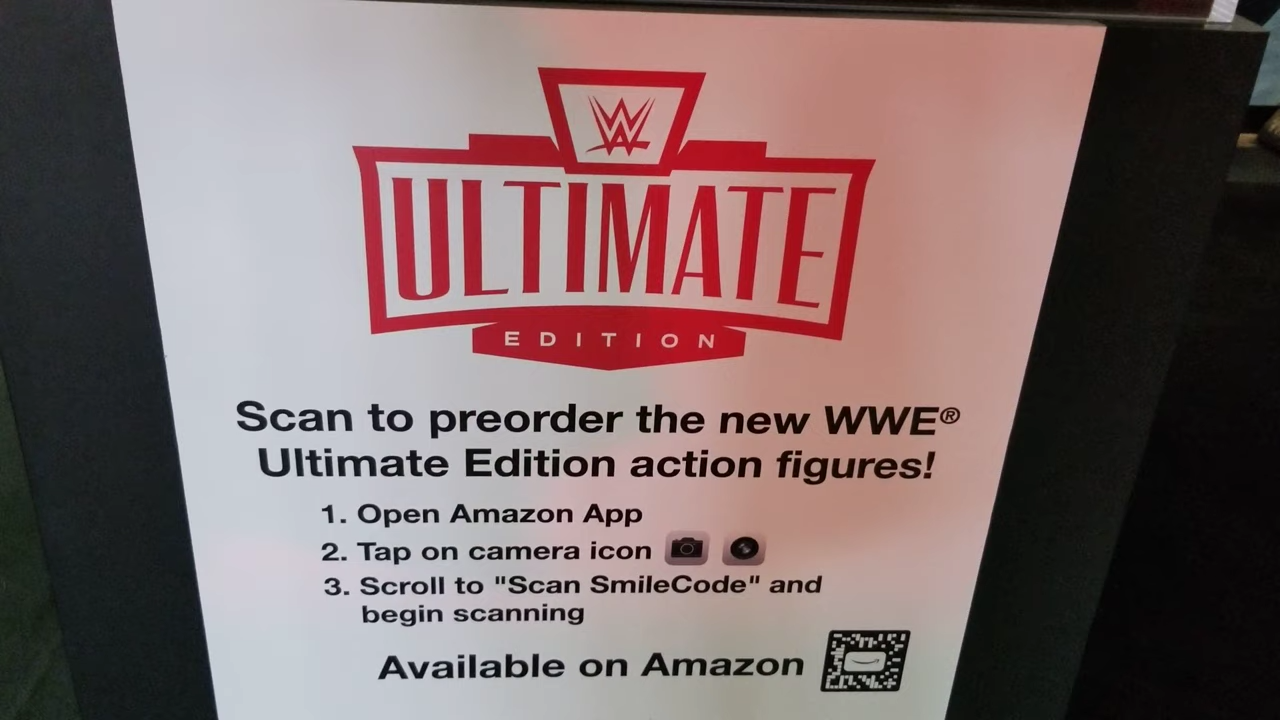 W
ULTIMATE
EDITION
Scan to preorder the new WWE®
Ultimate Edition action figures!
1. Open Amazon App
2. Tap on camera icon
3. Scroll to "Scan SmileCode" and
begin scanning
Available on Amazon